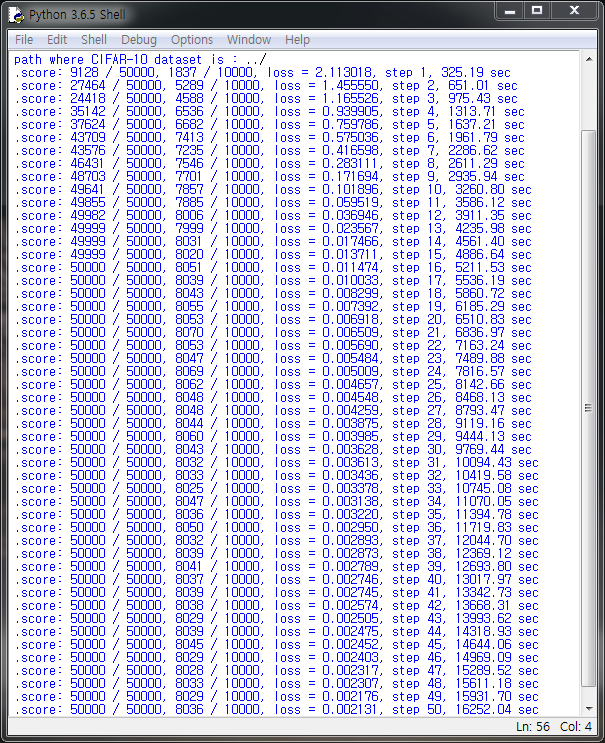 Python 3.6.5 Shell
File Edit Shell Debug Options Window Help
path where CIFAR-10 dataset is : ../
.score: 9128 / 50000, 1837 / 10000, loss = 2.113018, step 1, 325.19 sec
.score: 27464 / 50000, 5289 / 10000, loss = 1.455550, step 2, 651.01 sec
.score: 24418 / 50000, 4588 / 10000, loss = 1.165526, step 3, 975.43 sec
.score: 35142 / 50000, 6536 / 10000, loss = 0.939905, step 4, 1313.71 sec
.score: 37624 / 50000, 6682 / 10000, loss = 0.759786, step 5, 1637.21 sec
.score: 43709 / 50000, 7413 / 10000, loss = 0.575036, step 6, 1961.79 sec
.score: 43576 / 50000, 7235 / 10000, loss = 0.416598, step 7, 2286.62 sec
.score: 46431 / 50000, 7546 / 10000, loss = 0.283111, step 8, 2611.29 sec
.score: 48703 / 50000, 7701 / 10000, loss = 0.171694, step 9, 2935.94 sec
.score: 49641 / 50000, 7857 / 10000, loss = 0.101896, step 10, 3260.80 sec
.score: 49855 / 50000, 7885 / 10000, loss = 0.059519, step 11, 3586.12 sec
.score: 49982 / 50000, 8006 / 10000, loss = 0.036946, step 12, 3911.35 sec
.score: 49999 / 50000, 7999 / 10000, loss = 0.023567, step 13, 4235.98 sec
.score: 49999 / 50000, 8031 / 10000, loss = 0.017466, step 14, 4561.40 sec
.score: 49999 / 50000, 8020 / 10000, loss = 0.013711, step 15, 4886.64 sec
.score: 50000 / 50000, 8051 / 10000, loss = 0.011474, step 16, 5211.53 sec
.score: 50000 / 50000, 8039 / 10000, loss = 0.010033, step 17, 5536.19 sec
.score: 50000 / 50000, 8043 / 10000, loss = 0.008299, step 18, 5860.72 sec
.score: 50000 / 50000, 8055 / 10000, loss = 0.007392, step 19, 6185.29 sec
.score: 50000 / 50000, 8053 / 10000, loss = 0.006918, step 20, 6510.83 sec
.score: 50000 / 50000, 8070 / 10000, loss = 0.006509, step 21, 6836.97 sec
.score: 50000 / 50000, 8053 / 10000, loss = 0.005690, step 22, 7163.24 sec
.score: 50000 / 50000, 8047 / 10000, loss = 0.005484, step 23, 7489.88 sec
.score: 50000 / 50000, 8069 / 10000, loss = 0.005009, step 24, 7816.57 sec
.score: 50000 / 50000, 8062 / 10000, loss = 0.004657, step 25, 8142.66 sec
.score: 50000 / 50000, 8048 / 10000, loss = 0.004548, step 26, 8468.13 sec
.score: 50000 / 50000, 8048 / 10000, loss = 0.004259, step 27, 8793.47 sec
.score: 50000 / 50000, 8044 / 10000, loss = 0.003875, step 28, 9119.16 sec
.score: 50000 / 50000, 8060 / 10000, loss = 0.003985, step 29, 9444.13 sec
.score: 50000 / 50000, 8043 / 10000, loss = 0.003628, step 30, 9769.44 sec
.score: 50000 / 50000, 8032 / 10000, loss = 0.003613, step 31, 10094.43 sec
.score: 50000 / 50000, 8033 / 10000, loss = 0.003436, step 32, 10419.58 sec
.score: 50000 / 50000, 8025 / 10000, loss = 0.003378, step 33, 10745.08 sec
.score: 50000 / 50000, 8047 / 10000, loss = 0.003138, step 34, 11070.05 sec
.score: 50000 / 50000, 8036 / 10000, loss = 0.003220, step 35, 11394.78 sec
.score: 50000 / 50000, 8050 / 10000, loss = 0.002950, step 36, 11719.83 sec
.score: 50000 / 50000, 8032 / 10000, loss = 0.002893, step 37, 12044.70 sec
.score: 50000 / 50000, 8039 / 10000, loss = 0.002873, step 38, 12369.12 sec
.score: 50000 / 50000, 8041 / 10000, loss = 0.002789, step 39, 12693.80 sec
.score: 50000 / 50000, 8037 / 10000, loss = 0.002746, step 40, 13017.97 sec
.score: 50000 / 50000, 8039 / 10000, loss = 0.002745, step 41, 13342.73 sec
.score: 50000 / 50000, 8038 / 10000, loss = 0.002574, step 42, 13668.31 sec
.score: 50000 / 50000, 8029 / 10000, loss = 0.002505, step 43, 13993.62 sec
.score: 50000 / 50000, 8039 / 10000, loss = 0.002475, step 44, 14318.93 sec
.score: 50000 / 50000, 8045 / 10000, loss = 0.002452, step 45, 14644.06 sec
.score: 50000 / 50000, 8029 / 10000, loss = 0.002403, step 46, 14969.09 sec
.score: 50000 / 50000, 8028 / 10000, loss = 0.002317, step 47, 15289.52 sec
.score: 50000 / 50000, 8033 / 10000, loss = 0.002307, step 48, 15611.18 sec
.score: 50000 / 50000, 8029 / 10000, loss = 0.002176, step 49, 15931.70 sec
.score: 50000 / 50000, 8036 / 10000, loss = 0.002131, step 50, 16252.04 sec
Ln: 56 Col: 4